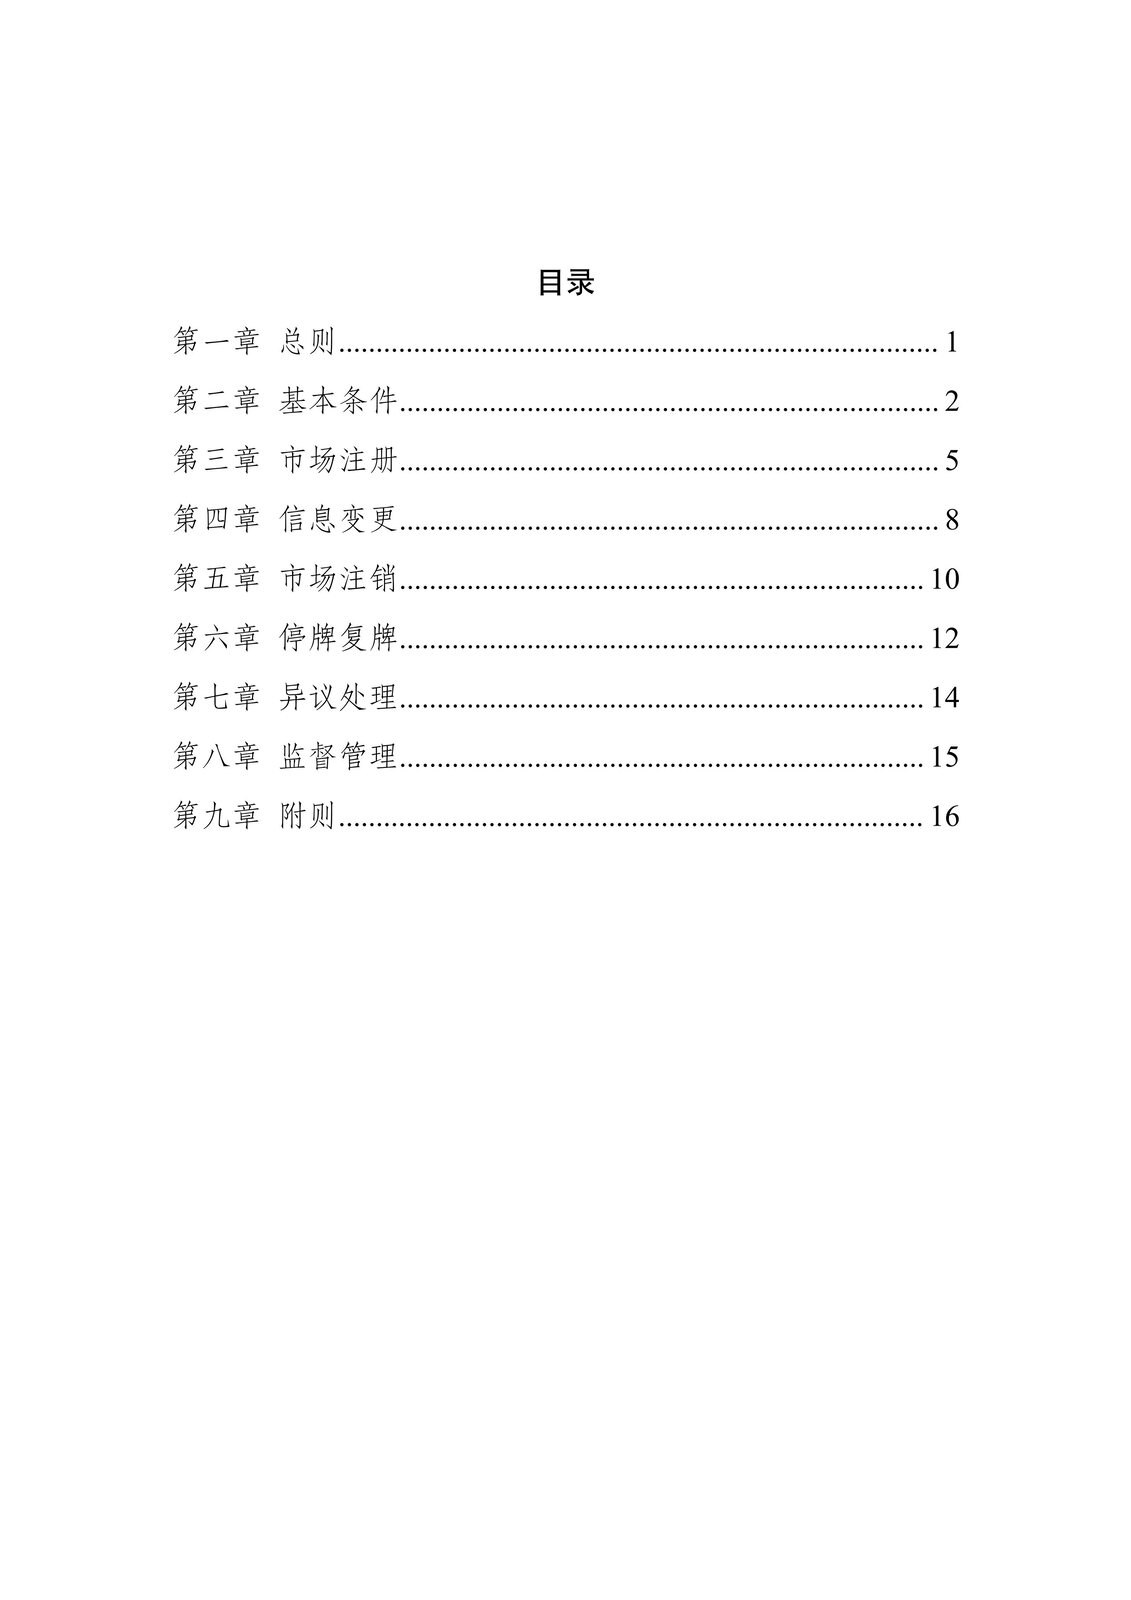 目录
第一章 总则................................................................................ 1
第二章 基本条件........................................................................ 2
第三章 市场注册........................................................................ 5
第四章 信息变更........................................................................ 8
第五章 市场注销...................................................................... 10
第六章 停牌复牌...................................................................... 12
第七章 异议处理...................................................................... 14
第八章 监督管理...................................................................... 15
第九章 附则.............................................................................. 16